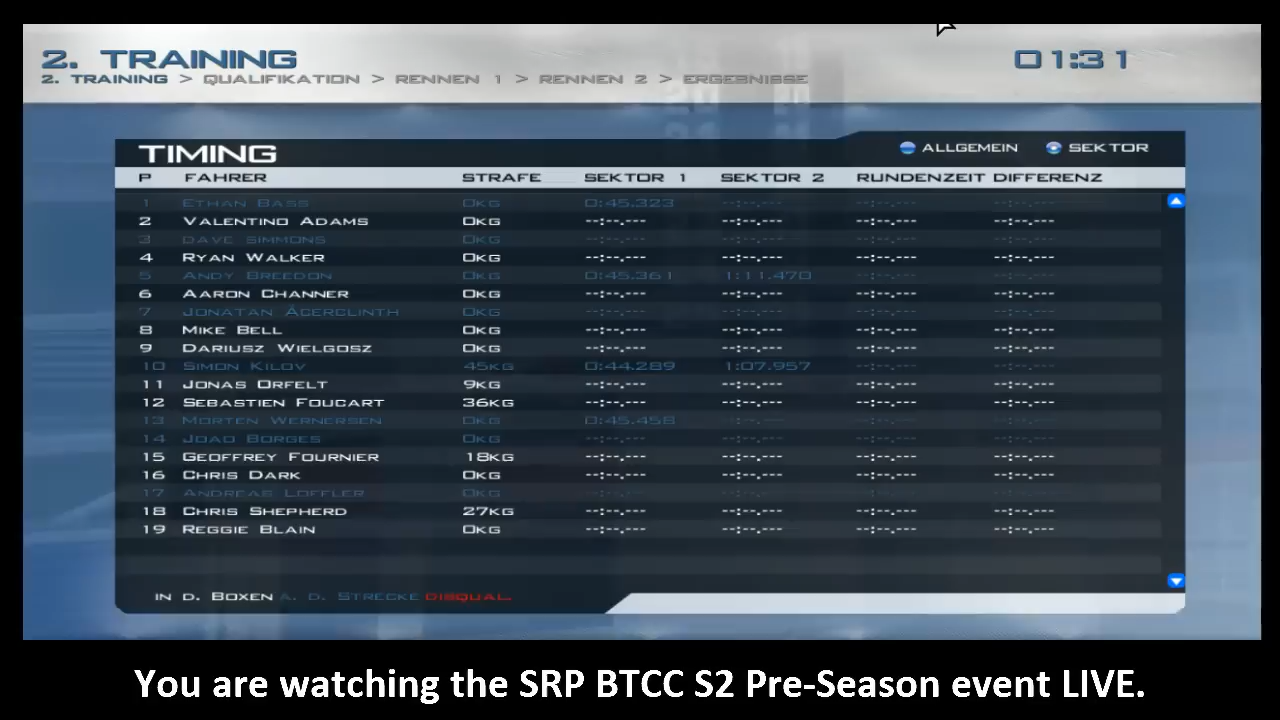 2. TRAINING 01:31
2. TRAINING > QUALIFIKATION > RENNEN 1 > RENNEN 2 > ERGEBNISSE
TIMING ALLGEMEIN SEKTOR
P FAHRER STRAFE SEKTOR 1 SEKTOR 2 RUNDENZEIT DIFFERENZ
1 ETHAN BASS 0KG 0:45.323 --:--.--- --:--.--- --:--.---
2 VALENTINO ADAMS 0KG --:--.--- --:--.--- --:--.--- --:--.---
3 DAVE SIMMONS 0KG --:--.--- --:--.--- --:--.--- --:--.---
4 RYAN WALKER 0KG --:--.--- --:--.--- --:--.--- --:--.---
5 ANDY BREEDON 0KG 0:45.361 1:11.470 --:--.--- --:--.---
6 AARON CHANNER 0KG --:--.--- --:--.--- --:--.--- --:--.---
7 JONATAN ACERCLINTH 0KG --:--.--- --:--.--- --:--.--- --:--.---
8 MIKE BELL 0KG --:--.--- --:--.--- --:--.--- --:--.---
9 DARIUSZ WIELGOSZ 0KG --:--.--- --:--.--- --:--.--- --:--.---
10 SIMON KILOV 45KG 0:44.289 1:07.957 --:--.--- --:--.---
11 JONAS ORFELT 9KG --:--.--- --:--.--- --:--.--- --:--.---
12 SEBASTIEN FOUCART 36KG --:--.--- --:--.--- --:--.--- --:--.---
13 MORTEN WERNERSEN 0KG 0:45.458 --:--.--- --:--.--- --:--.---
14 JOAO BORGES 0KG --:--.--- --:--.--- --:--.--- --:--.---
15 GEOFFREY FOURNIER 18KG --:--.--- --:--.--- --:--.--- --:--.---
16 CHRIS DARK 0KG --:--.--- --:--.--- --:--.--- --:--.---
17 ANDREAS LOFFLER 0KG --:--.--- --:--.--- --:--.--- --:--.---
18 CHRIS SHEPHERD 27KG --:--.--- --:--.--- --:--.--- --:--.---
19 REGGIE BLAIN 0KG --:--.--- --:--.--- --:--.--- --:--.---
IN D. BOXEN A. D. STRECKE DISQUAL.
You are watching the SRP BTCC S2 Pre-Season event LIVE.